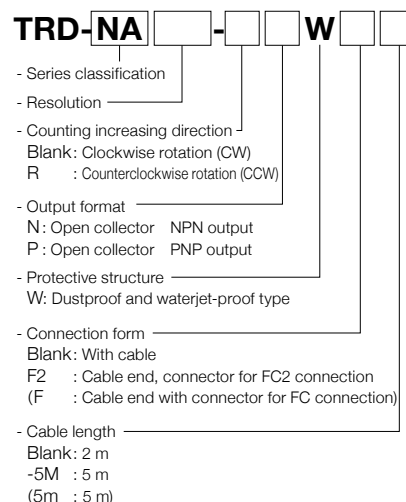 TRD-NA - W
- Series classification
- Resolution
- Counting increasing direction
Blank: Clockwise rotation (CW)
R : Counterclockwise rotation (CCW)
- Output format
N: Open collector NPN output
P: Open collector PNP output
- Protective structure
W: Dustproof and waterjet-proof type
- Connection form
Blank: With cable
F2 : Cable end, connector for FC2 connection
(F : Cable end with connector for FC connection)
- Cable length
Blank: 2 m
-5M : 5 m
(5m : 5 m)